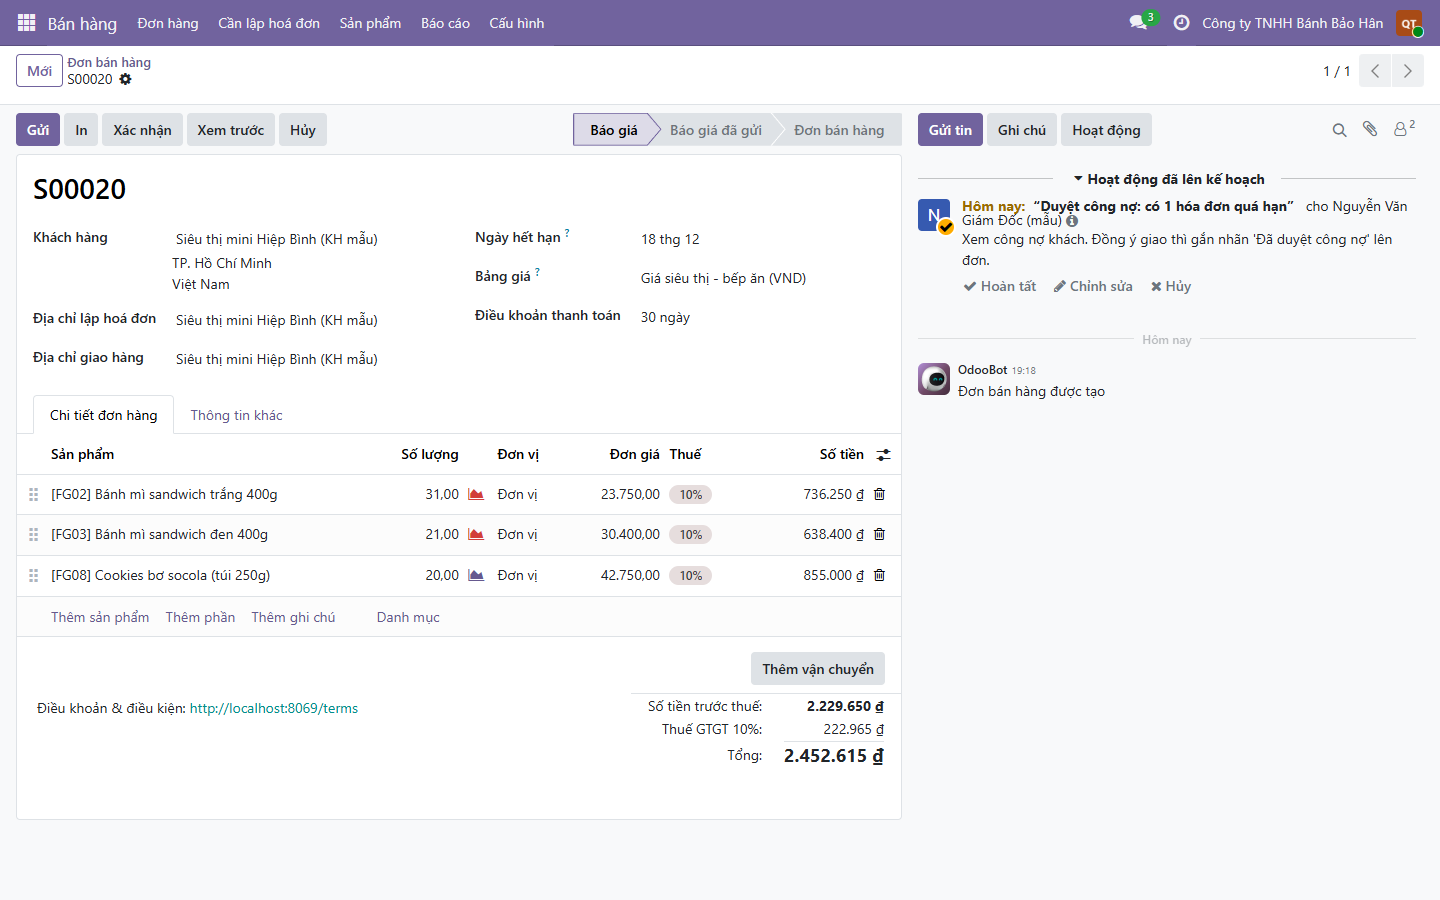 Bán hàng Đơn hàng Cần lập hoá đơn Sản phẩm Báo cáo Cấu hình 3 Công ty TNHH Bánh Bảo Hân QT
Mới Đơn bán hàng
S00020
1 / 1
Gửi In Xác nhận Xem trước Hủy Báo giá Báo giá đã gửi Đơn bán hàng
S00020
Khách hàng Siêu thị mini Hiệp Bình (KH mẫu)
TP. Hồ Chí Minh
Việt Nam
Địa chỉ lập hoá đơn Siêu thị mini Hiệp Bình (KH mẫu)
Địa chỉ giao hàng Siêu thị mini Hiệp Bình (KH mẫu)
Ngày hết hạn ? 18 thg 12
Bảng giá ? Giá siêu thị - bếp ăn (VND)
Điều khoản thanh toán 30 ngày
Chi tiết đơn hàng Thông tin khác
Sản phẩm Số lượng Đơn vị Đơn giá Thuế Số tiền
[FG02] Bánh mì sandwich trắng 400g 31,00 Đơn vị 23.750,00 10% 736.250 ₫
[FG03] Bánh mì sandwich đen 400g 21,00 Đơn vị 30.400,00 10% 638.400 ₫
[FG08] Cookies bơ socola (túi 250g) 20,00 Đơn vị 42.750,00 10% 855.000 ₫
Thêm sản phẩm Thêm phần Thêm ghi chú Danh mục
Thêm vận chuyển
Điều khoản & điều kiện: http://localhost:8069/terms
Số tiền trước thuế: 2.229.650 ₫
Thuế GTGT 10%: 222.965 ₫
Tổng: 2.452.615 ₫
Gửi tin Ghi chú Hoạt động 2
Hoạt động đã lên kế hoạch
N Hôm nay: “Duyệt công nợ: có 1 hóa đơn quá hạn” cho Nguyễn Văn
Giám Đốc (mẫu)
Xem công nợ khách. Đồng ý giao thì gắn nhãn 'Đã duyệt công nợ' lên
đơn.
Hoàn tất Chỉnh sửa Hủy
Hôm nay
OdooBot 19:18
Đơn bán hàng được tạo